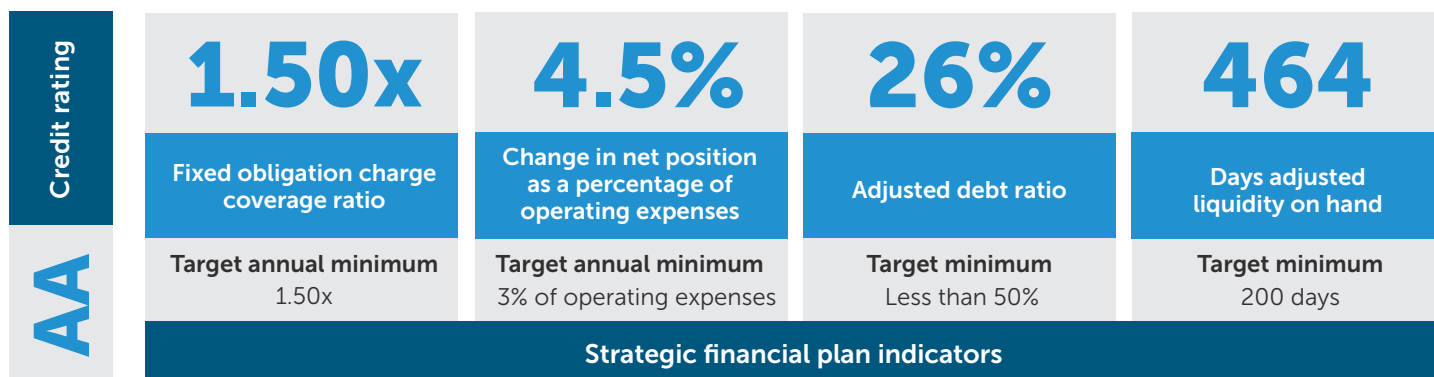 Credit rating
AA
1.50x
Fixed obligation charge
coverage ratio
Target annual minimum
1.50x
4.5%
Change in net position
as a percentage of
operating expenses
Target annual minimum
3% of operating expenses
26%
Adjusted debt ratio
Target minimum
Less than 50%
464
Days adjusted
liquidity on hand
Target minimum
200 days
Strategic financial plan indicators